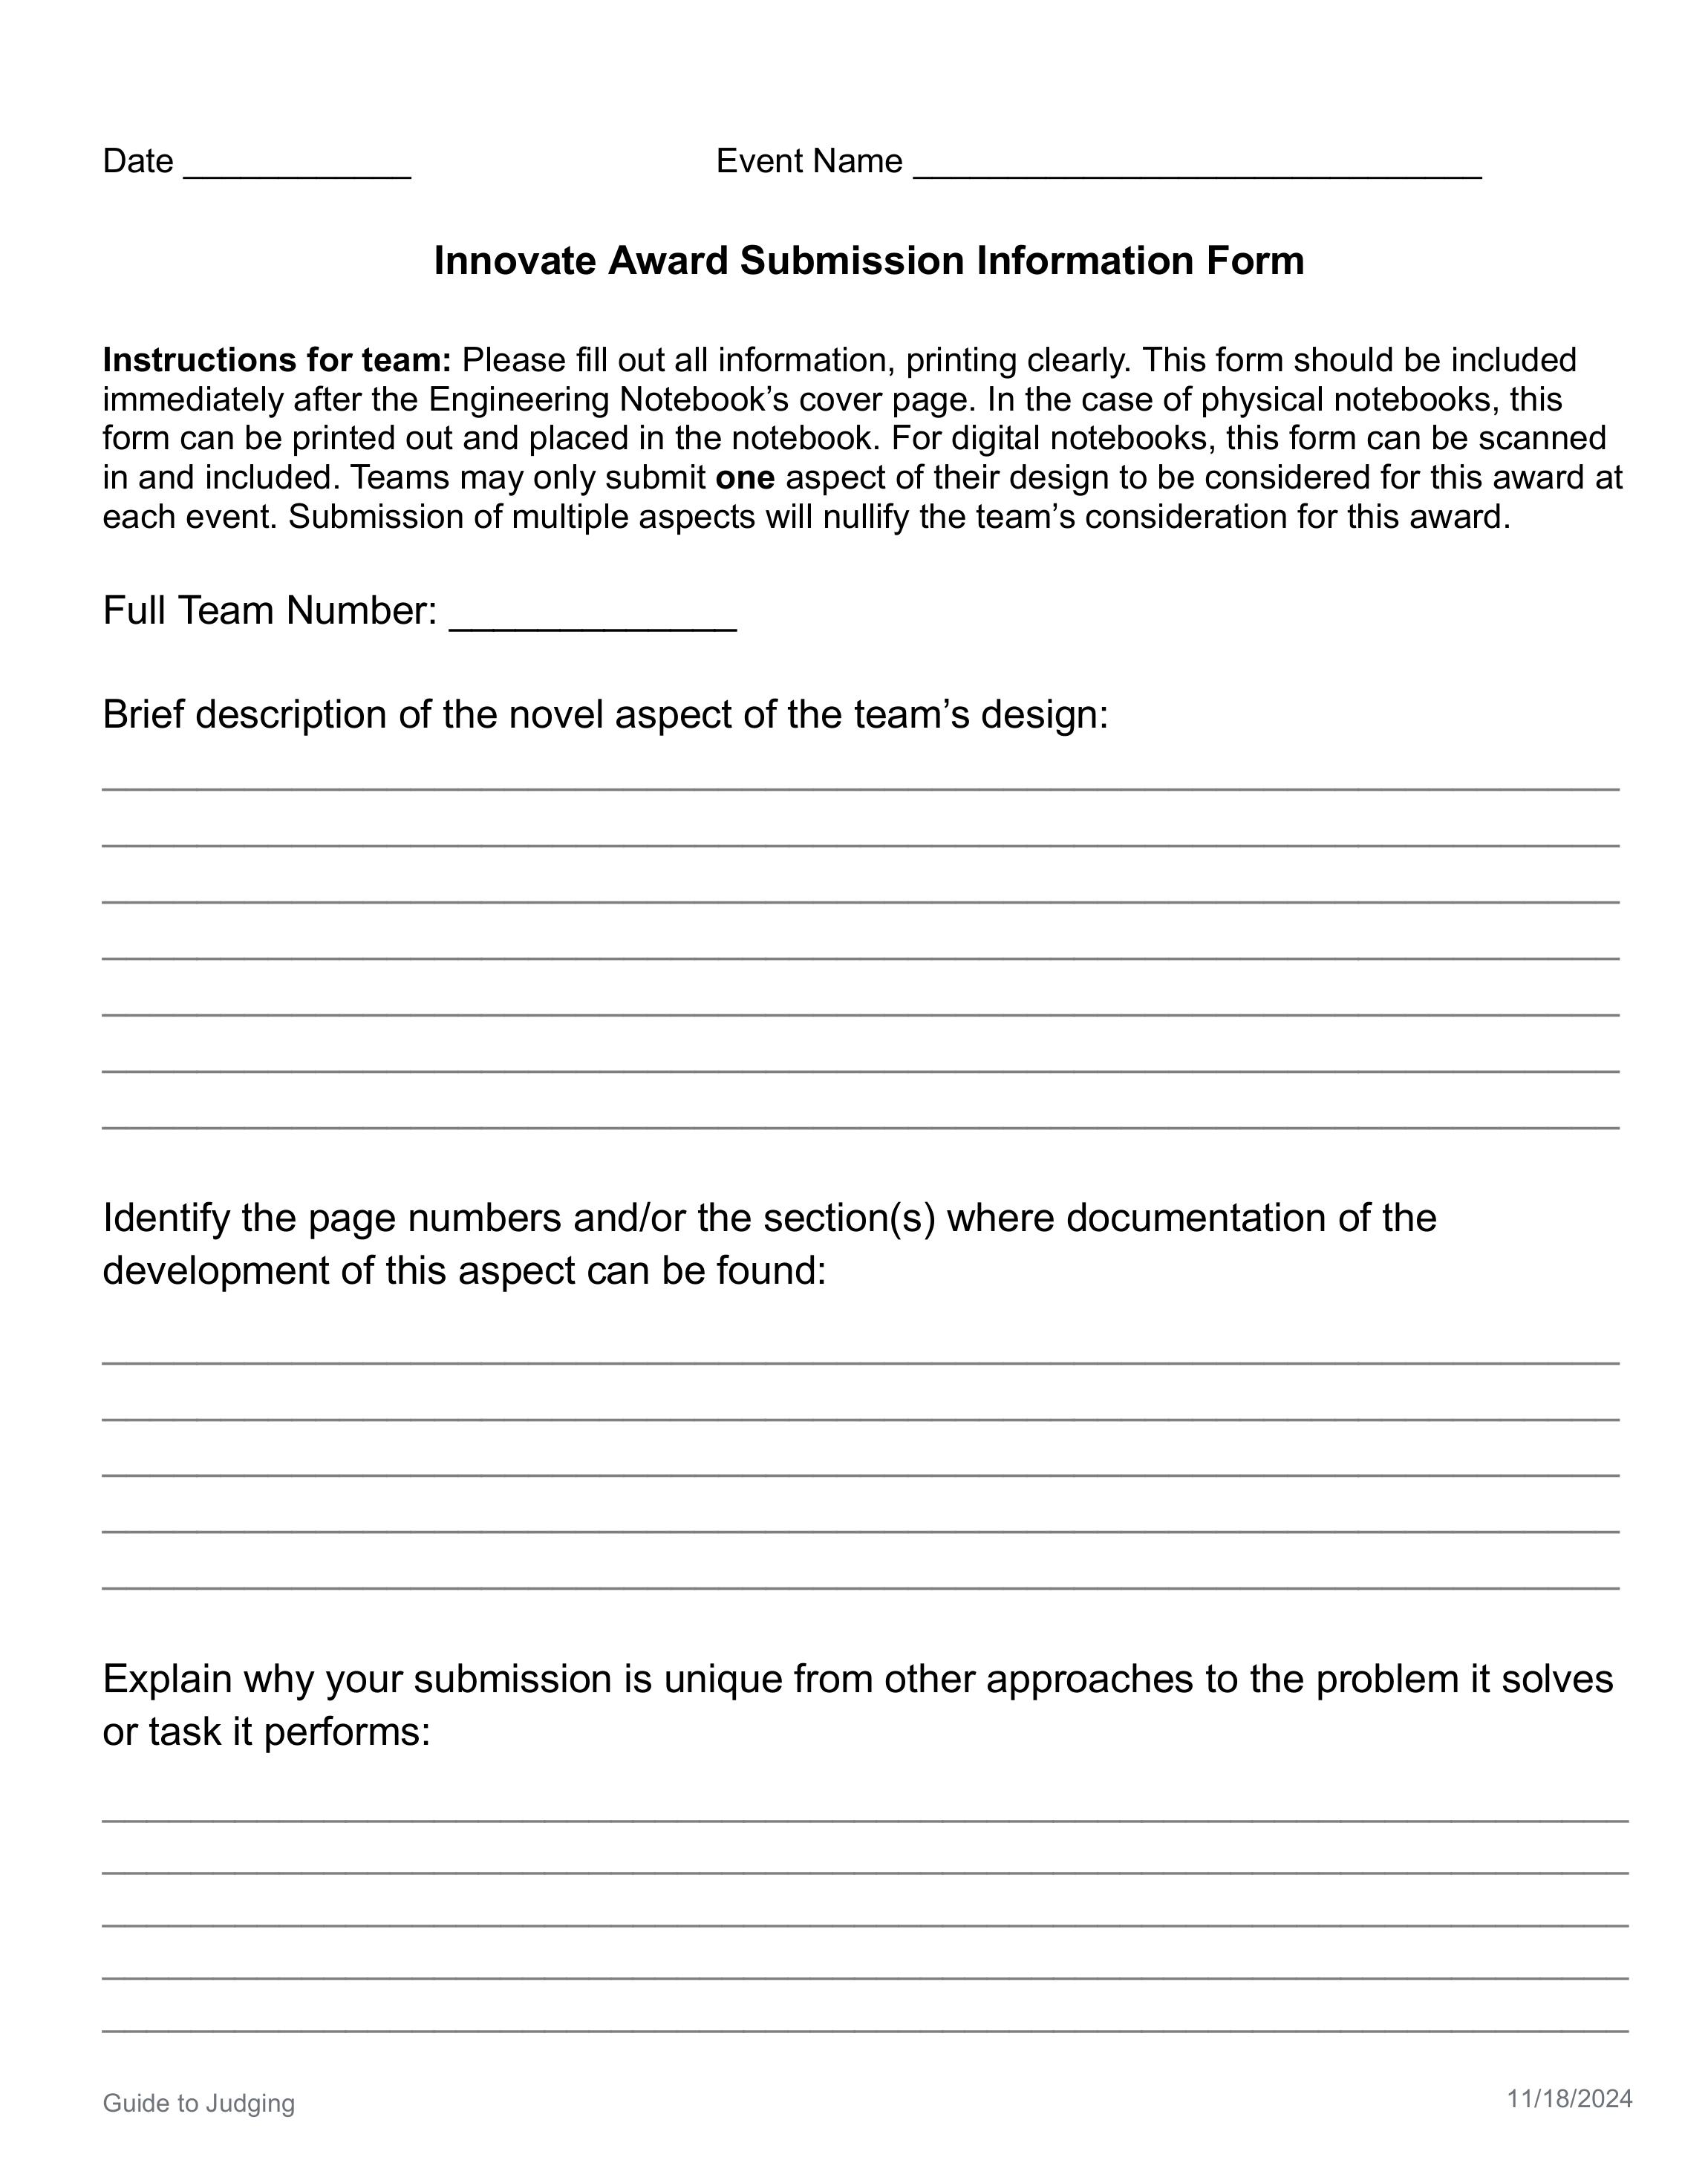 Date ____________ Event Name ______________________________
Innovate Award Submission Information Form
Instructions for team: Please fill out all information, printing clearly. This form should be included
immediately after the Engineering Notebook’s cover page. In the case of physical notebooks, this
form can be printed out and placed in the notebook. For digital notebooks, this form can be scanned
in and included. Teams may only submit one aspect of their design to be considered for this award at
each event. Submission of multiple aspects will nullify the team’s consideration for this award.
Full Team Number: _____________
Brief description of the novel aspect of the team’s design:
Identify the page numbers and/or the section(s) where documentation of the
development of this aspect can be found:
Explain why your submission is unique from other approaches to the problem it solves
or task it performs:
Guide to Judging 11/18/2024